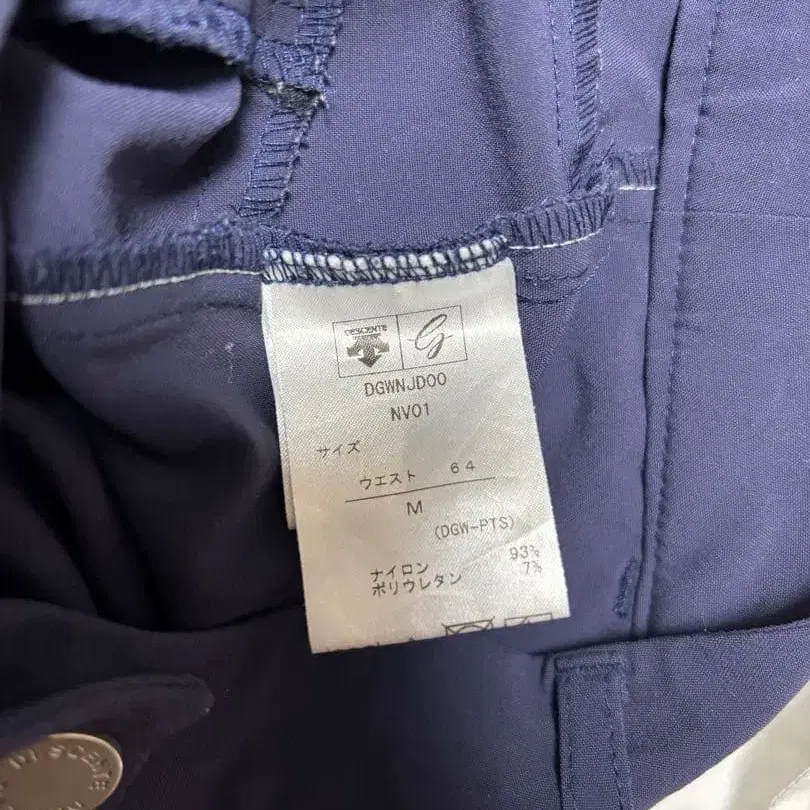 DESCENTE
DGWNJD00
NV01
サイズ
ウエスト 64
M
(DGW-PTS)
ナイロン 93%
ポリウレタン 7%